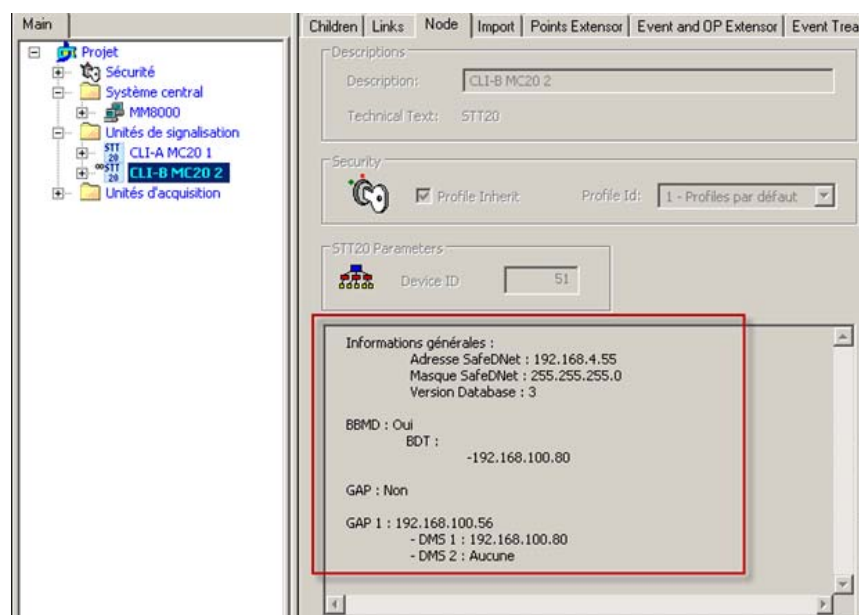 Main
Projet
Sécurité
Système central
MM8000
Unités de signalisation
STT 20 CLI-A MC20 1
STT 20 CLI-B MC20 2
Unités d'acquisition
Children Links Node Import Points Extensor Event and OP Extensor Event Trea
Descriptions
Description: CLI-B MC20 2
Technical Text: STT20
Security
Profile Inherit Profile Id: 1 - Profiles par défaut
STT20 Parameters
Device ID 51
Informations générales :
Adresse SafeDNet : 192.168.4.55
Masque SafeDNet : 255.255.255.0
Version Database : 3
BBMD : Oui
BDT :
-192.168.100.80
GAP : Non
GAP 1 : 192.168.100.56
- DMS 1 : 192.168.100.80
- DMS 2 : Aucune